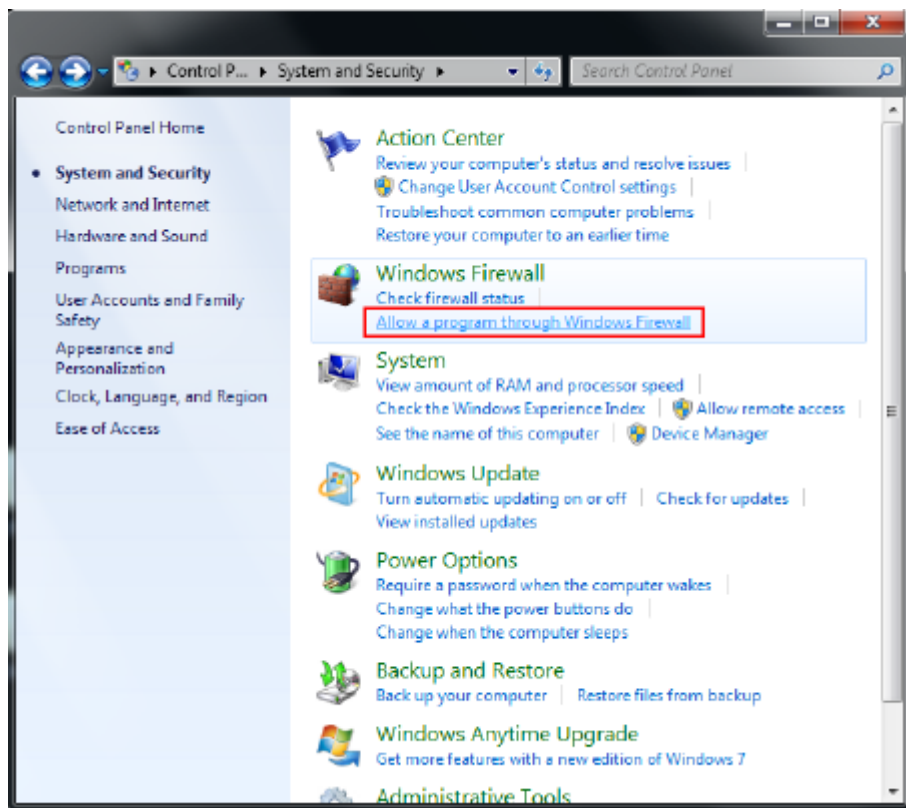 Control P... ▸ System and Security ▸ Search Control Panel
Control Panel Home
System and Security
Network and Internet
Hardware and Sound
Programs
User Accounts and Family
Safety
Appearance and
Personalization
Clock, Language, and Region
Ease of Access
Action Center
Review your computer's status and resolve issues
Change User Account Control settings
Troubleshoot common computer problems
Restore your computer to an earlier time
Windows Firewall
Check firewall status
Allow a program through Windows Firewall
System
View amount of RAM and processor speed
Check the Windows Experience Index Allow remote access
See the name of this computer Device Manager
Windows Update
Turn automatic updating on or off Check for updates
View installed updates
Power Options
Require a password when the computer wakes
Change what the power buttons do
Change when the computer sleeps
Backup and Restore
Back up your computer Restore files from backup
Windows Anytime Upgrade
Get more features with a new edition of Windows 7
Administrative Tools